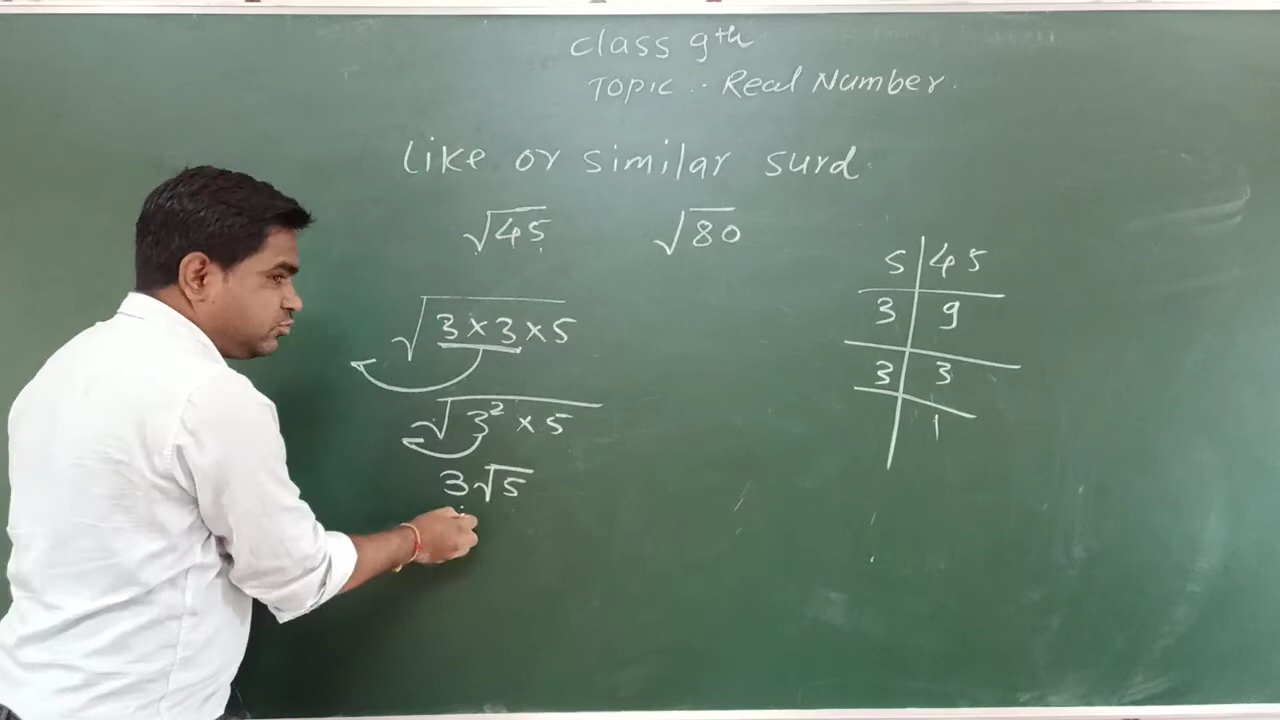 Class 9th
TOPIC :- Real Number.
Like or similar surd.
√45 √80
√3×3×5
√3²×5
3√5
5 | 45
3 | 9
3 | 3
| 1